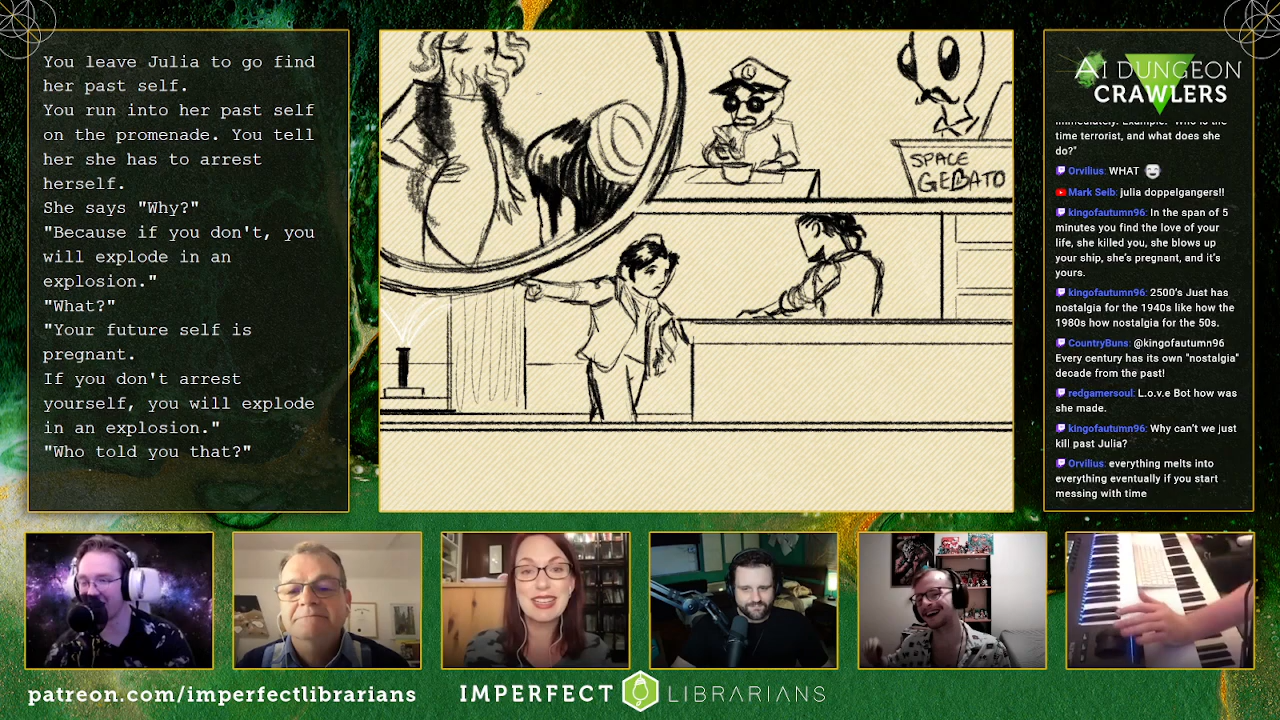 You leave Julia to go find
her past self.
You run into her past self
on the promenade. You tell
her she has to arrest
herself.
She says "Why?"
"Because if you don't, you
will explode in an
explosion."
"What?"
"Your future self is
pregnant.
If you don't arrest
yourself, you will explode
in an explosion."
"Who told you that?"
SPACE
GEBATO
AI DUNGEON
CRAWLERS
immediately. Example: "Who is the
time terrorist, and what does she
do?"
Orvilius: WHAT
Mark Seib: julia doppelgangers!!
kingofautumn96: In the span of 5
minutes you find the love of your
life, she killed you, she blows up
your ship, she's pregnant, and it's
yours.
kingofautumn96: 2500's Just has
nostalgia for the 1940s like how the
1980s how nostalgia for the 50s.
CountryBuns: @kingofautumn96
Every century has its own "nostalgia"
decade from the past!
redgamersoul: L.o.v.e Bot how was
she made.
kingofautumn96: Why can't we just
kill past Julia?
Orvilius: everything melts into
everything eventually if you start
messing with time
patreon.com/imperfectlibrarians
IMPERFECT LIBRARIANS